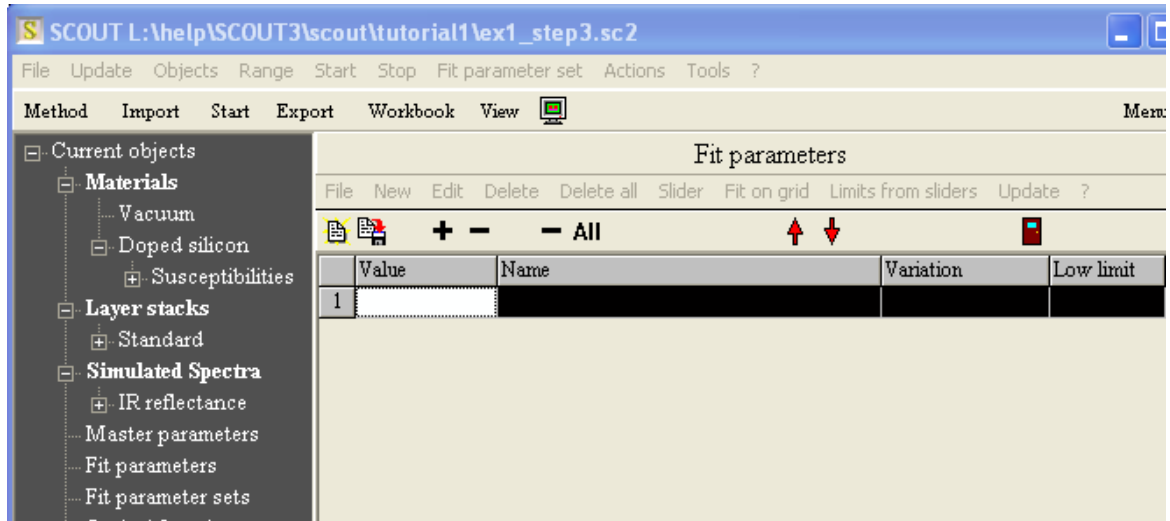 S SCOUT L:\help\SCOUT3\scout\tutorial1\ex1_step3.sc2
File Update Objects Range Start Stop Fit parameter set Actions Tools ?
Method Import Start Export Workbook View
Current objects
Materials
Vacuum
Doped silicon
Susceptibilities
Layer stacks
Standard
Simulated Spectra
IR reflectance
Master parameters
Fit parameters
Fit parameter sets
Fit parameters
File New Edit Delete Delete all Slider Fit on grid Limits from sliders Update ?
+ − − All
Value Name Variation Low limit
1